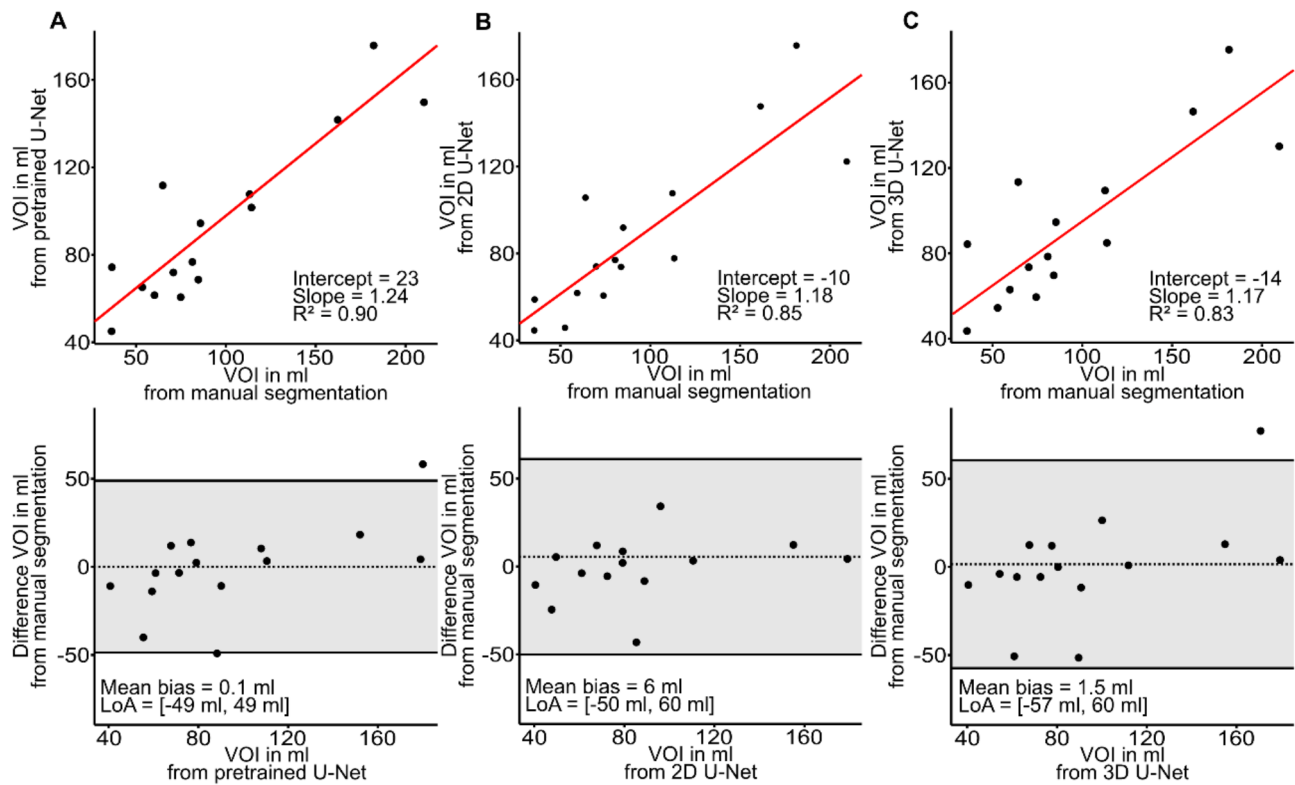 A
VOI in ml
from pretrained U-Net
160
120
80
40
Intercept = 23
Slope = 1.24
R² = 0.90
50
100
150
200
VOI in ml
from manual segmentation
B
VOI in ml
from 2D U-Net
160
120
80
40
Intercept = -10
Slope = 1.18
R² = 0.85
50
100
150
200
VOI in ml
from manual segmentation
C
VOI in ml
from 3D U-Net
160
120
80
40
Intercept = -14
Slope = 1.17
R² = 0.83
50
100
150
200
VOI in ml
from manual segmentation
Difference VOI in ml
from manual segmentation
50
0
-50
Mean bias = 0.1 ml
LoA = [-49 ml, 49 ml]
40
80
120
160
VOI in ml
from pretrained U-Net
Difference VOI in ml
from manual segmentation
50
0
-50
Mean bias = 6 ml
LoA = [-50 ml, 60 ml]
40
80
120
160
VOI in ml
from 2D U-Net
Difference VOI in ml
from manual segmentation
50
0
-50
Mean bias = 1.5 ml
LoA = [-57 ml, 60 ml]
40
80
120
160
VOI in ml
from 3D U-Net